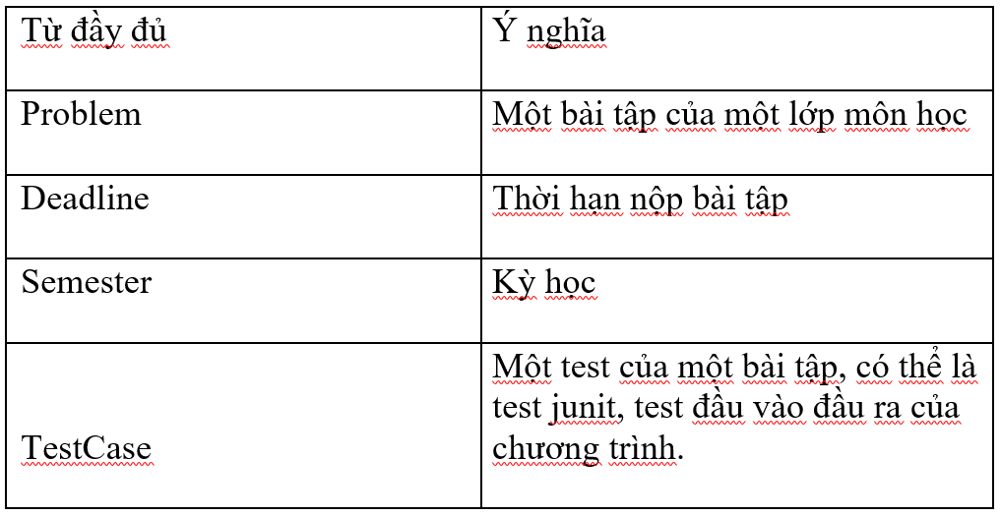 Từ đầy đủ
Ý nghĩa
Problem
Một bài tập của một lớp môn học
Deadline
Thời hạn nộp bài tập
Semester
Kỳ học
TestCase
Một test của một bài tập, có thể là
test junit, test đầu vào đầu ra của
chương trình.